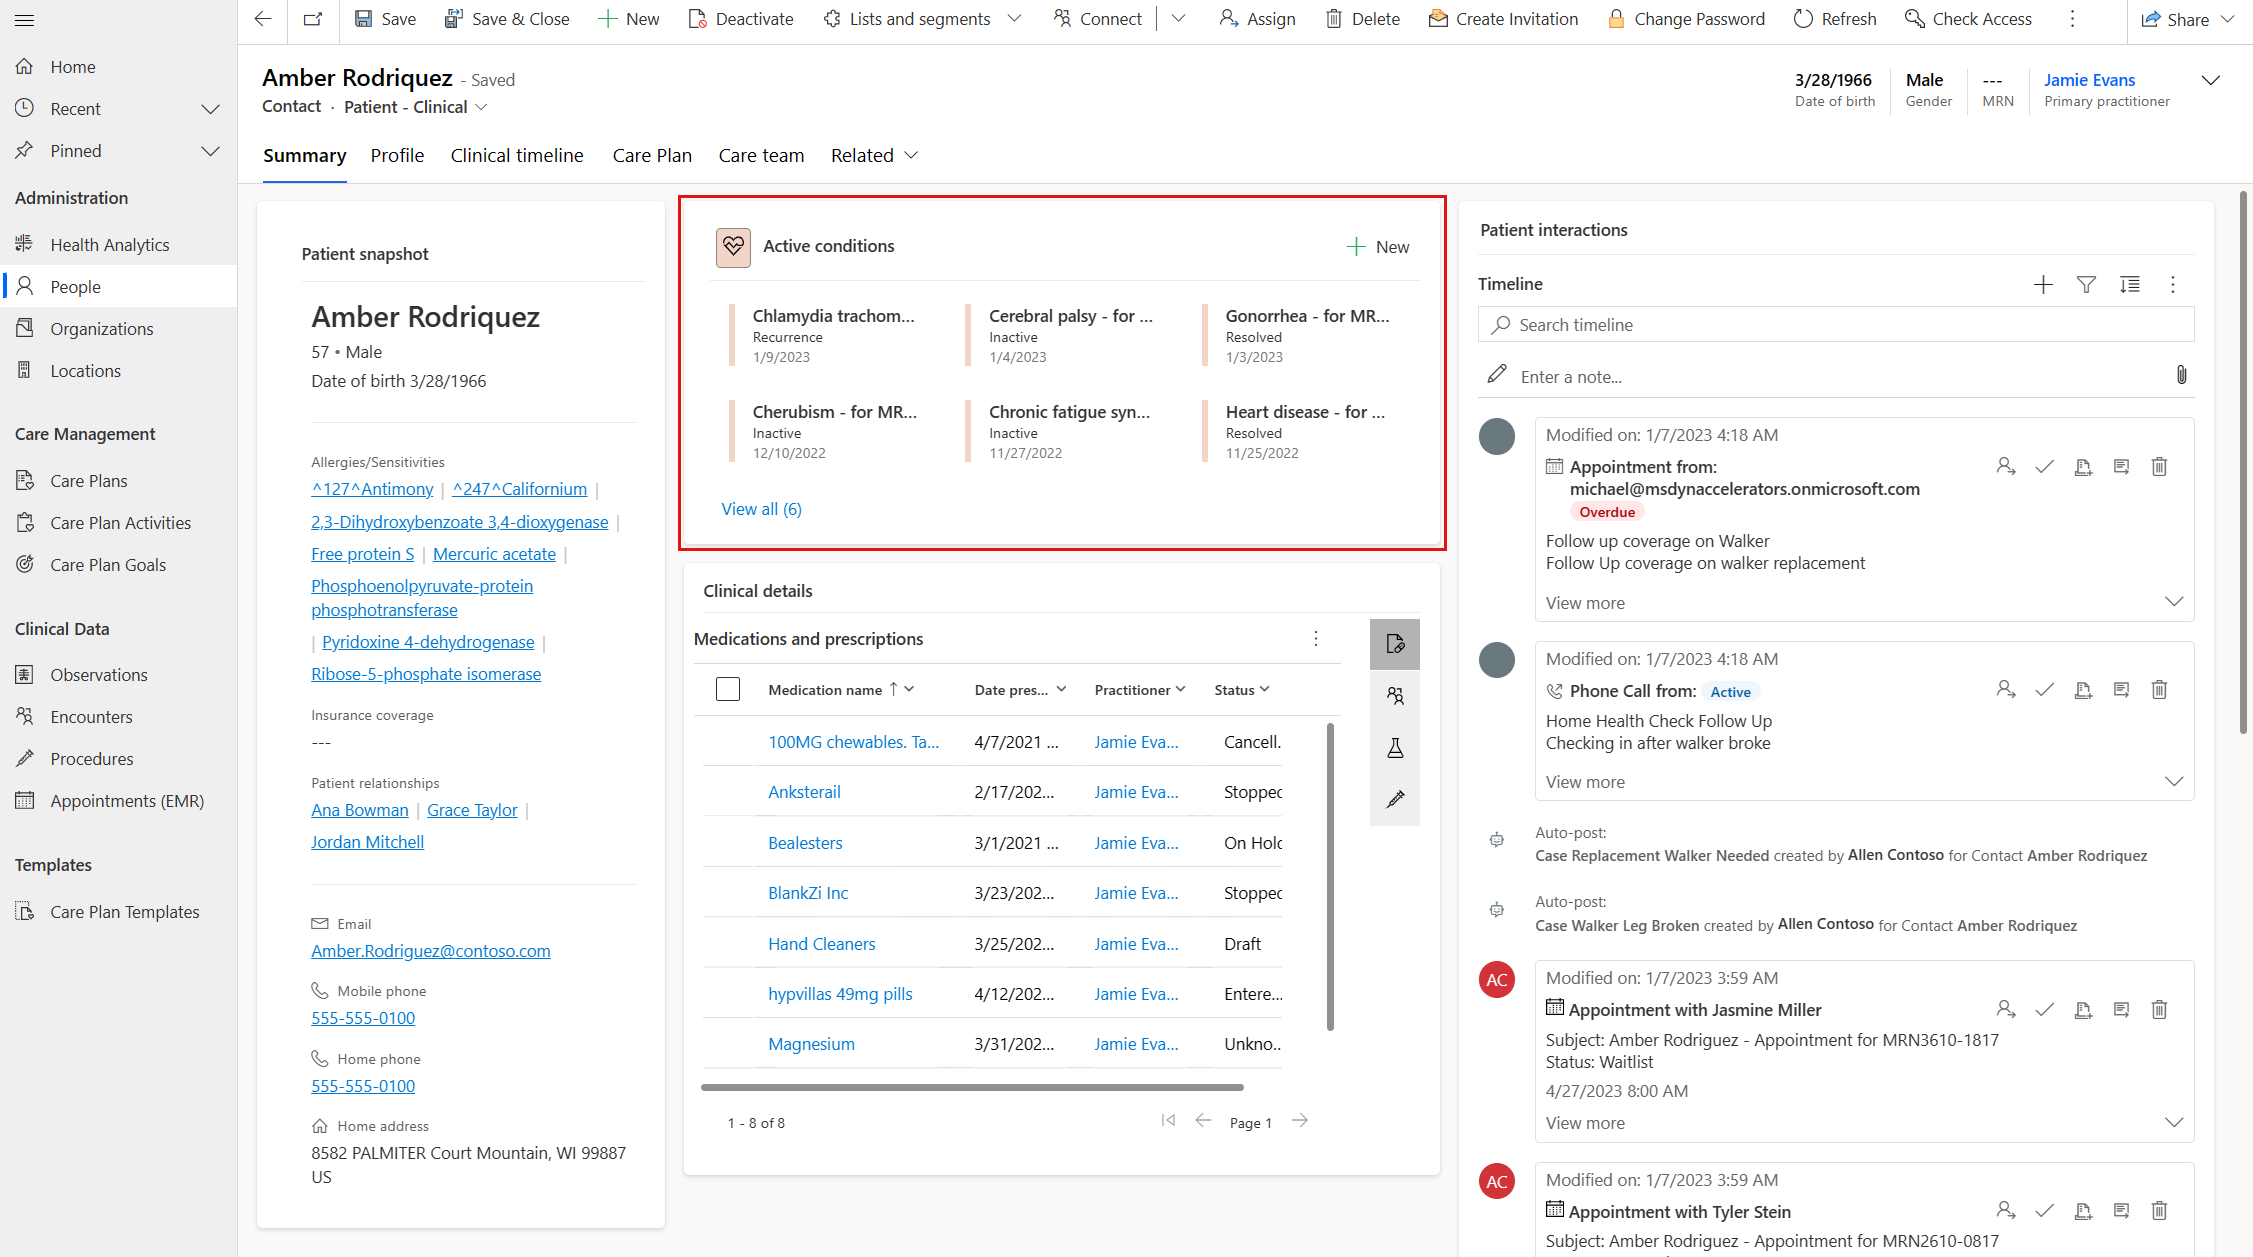 Save
Save & Close
New
Deactivate
Lists and segments
Connect
Assign
Delete
Create Invitation
Change Password
Refresh
Check Access
Share
Home
Recent
Pinned
Administration
Health Analytics
People
Organizations
Locations
Care Management
Care Plans
Care Plan Activities
Care Plan Goals
Clinical Data
Observations
Encounters
Procedures
Appointments (EMR)
Templates
Care Plan Templates
Amber Rodriquez - Saved
Contact · Patient - Clinical
3/28/1966
Date of birth
Male
Gender
---
MRN
Jamie Evans
Primary practitioner
Summary
Profile
Clinical timeline
Care Plan
Care team
Related
Patient snapshot
Amber Rodriquez
57 • Male
Date of birth 3/28/1966
Allergies/Sensitivities
^127^Antimony | ^247^Californium |
2,3-Dihydroxybenzoate 3,4-dioxygenase |
Free protein S | Mercuric acetate |
Phosphoenolpyruvate-protein
phosphotransferase
| Pyridoxine 4-dehydrogenase |
Ribose-5-phosphate isomerase
Insurance coverage
---
Patient relationships
Ana Bowman | Grace Taylor |
Jordan Mitchell
Email
Amber.Rodriguez@contoso.com
Mobile phone
555-555-0100
Home phone
555-555-0100
Home address
8582 PALMITER Court Mountain, WI 99887
US
Active conditions
New
Chlamydia trachom...
Recurrence
1/9/2023
Cerebral palsy - for ...
Inactive
1/4/2023
Gonorrhea - for MR...
Resolved
1/3/2023
Cherubism - for MR...
Inactive
12/10/2022
Chronic fatigue syn...
Inactive
11/27/2022
Heart disease - for ...
Resolved
11/25/2022
View all (6)
Clinical details
Medications and prescriptions
Medication name ↑ Date pres... Practitioner Status
100MG chewables. Ta... 4/7/2021 ... Jamie Eva... Cancell.
Anksterail 2/17/202... Jamie Eva... Stopped
Bealesters 3/1/2021 ... Jamie Eva... On Hold
BlankZi Inc 3/23/202... Jamie Eva... Stopped
Hand Cleaners 3/25/202... Jamie Eva... Draft
hypvillas 49mg pills 4/12/202... Jamie Eva... Entere...
Magnesium 3/31/202... Jamie Eva... Unkno..
1 - 8 of 8
Page 1
Patient interactions
Timeline
Search timeline
Enter a note...
Modified on: 1/7/2023 4:18 AM
Appointment from:
michael@msdynaccelerators.onmicrosoft.com
Overdue
Follow up coverage on Walker
Follow Up coverage on walker replacement
View more
Modified on: 1/7/2023 4:18 AM
Phone Call from: Active
Home Health Check Follow Up
Checking in after walker broke
View more
Auto-post:
Case Replacement Walker Needed created by Allen Contoso for Contact Amber Rodriquez
Auto-post:
Case Walker Leg Broken created by Allen Contoso for Contact Amber Rodriquez
AC
Modified on: 1/7/2023 3:59 AM
Appointment with Jasmine Miller
Subject: Amber Rodriguez - Appointment for MRN3610-1817
Status: Waitlist
4/27/2023 8:00 AM
View more
AC
Modified on: 1/7/2023 3:59 AM
Appointment with Tyler Stein
Subject: Amber Rodriguez - Appointment for MRN2610-0817